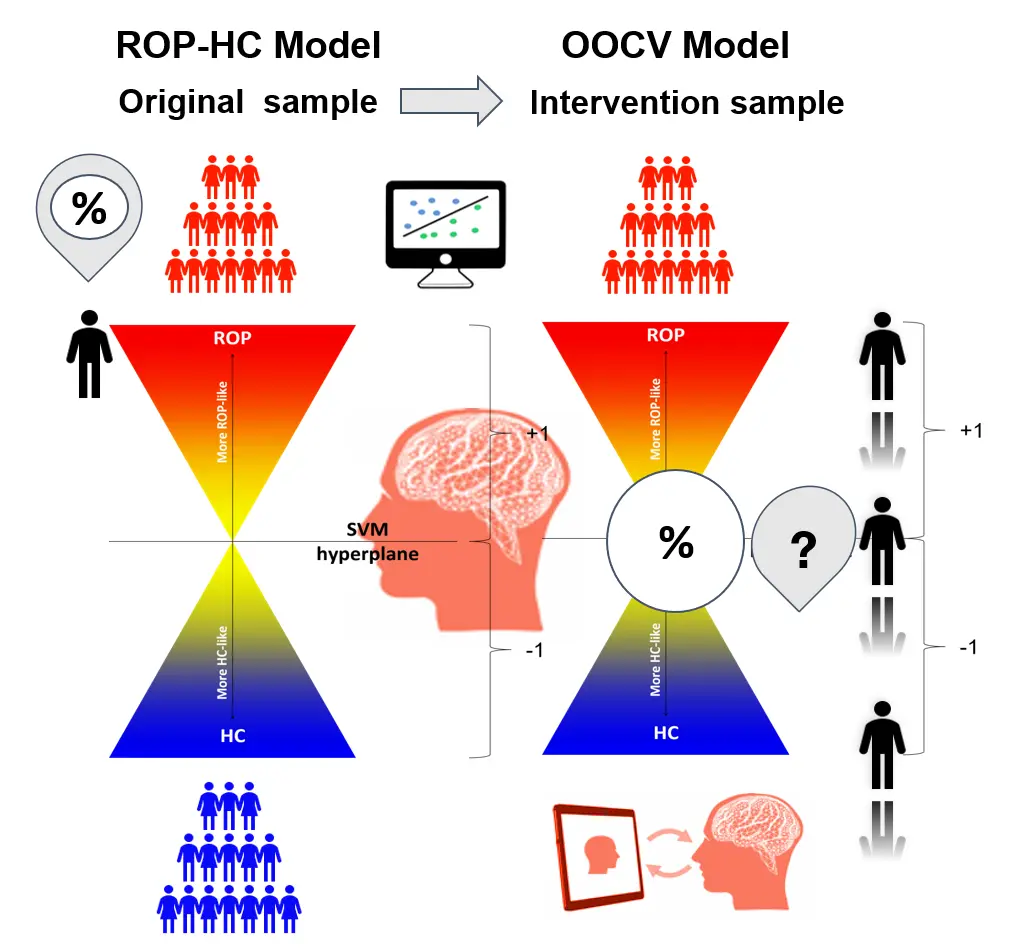 ROP-HC Model
OOCV Model
Original sample
Intervention sample
%
ROP
More ROP-like
SVM
hyperplane
More HC-like
HC
+1
-1
ROP
More ROP-like
%
?
More HC-like
HC
+1
-1